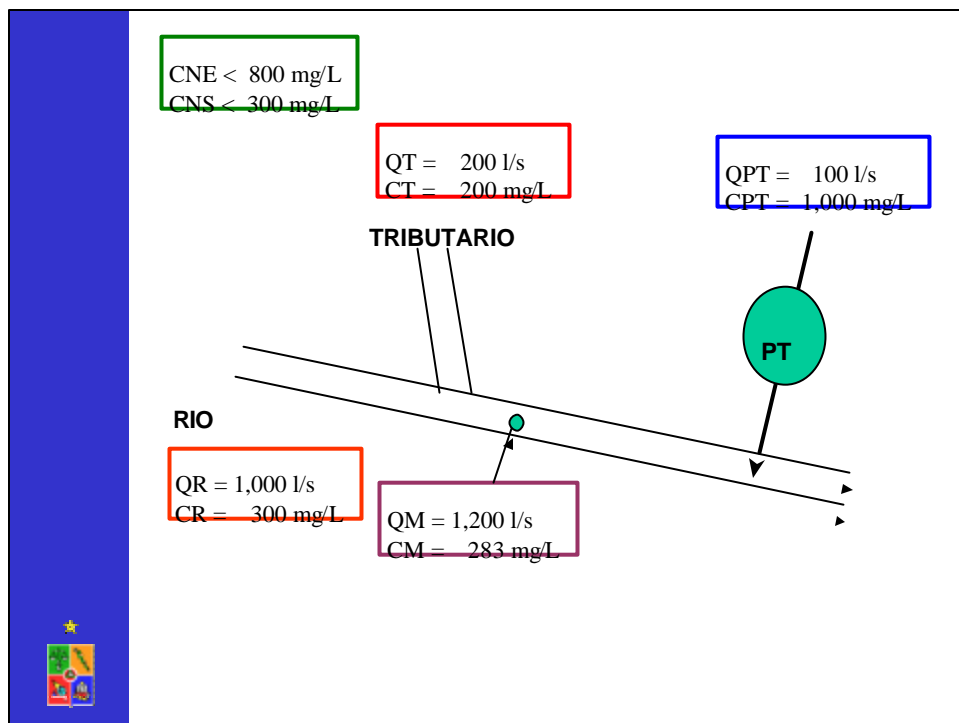 CNE < 800 mg/L
CNS < 300 mg/L
QT = 200 l/s
CT = 200 mg/L
QPT = 100 l/s
CPT = 1,000 mg/L
TRIBUTARIO
PT
RIO
QR = 1,000 l/s
CR = 300 mg/L
QM = 1,200 l/s
CM = 283 mg/L